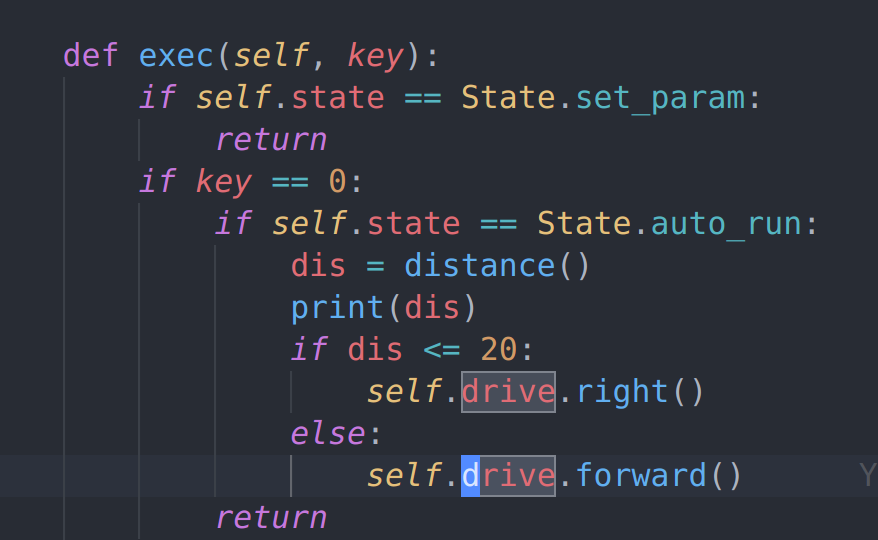 def exec(self, key):
    if self.state == State.set_param:
        return
    if key == 0:
        if self.state == State.auto_run:
            dis = distance()
            print(dis)
            if dis <= 20:
                self.drive.right()
            else:
                self.drive.forward()
        return